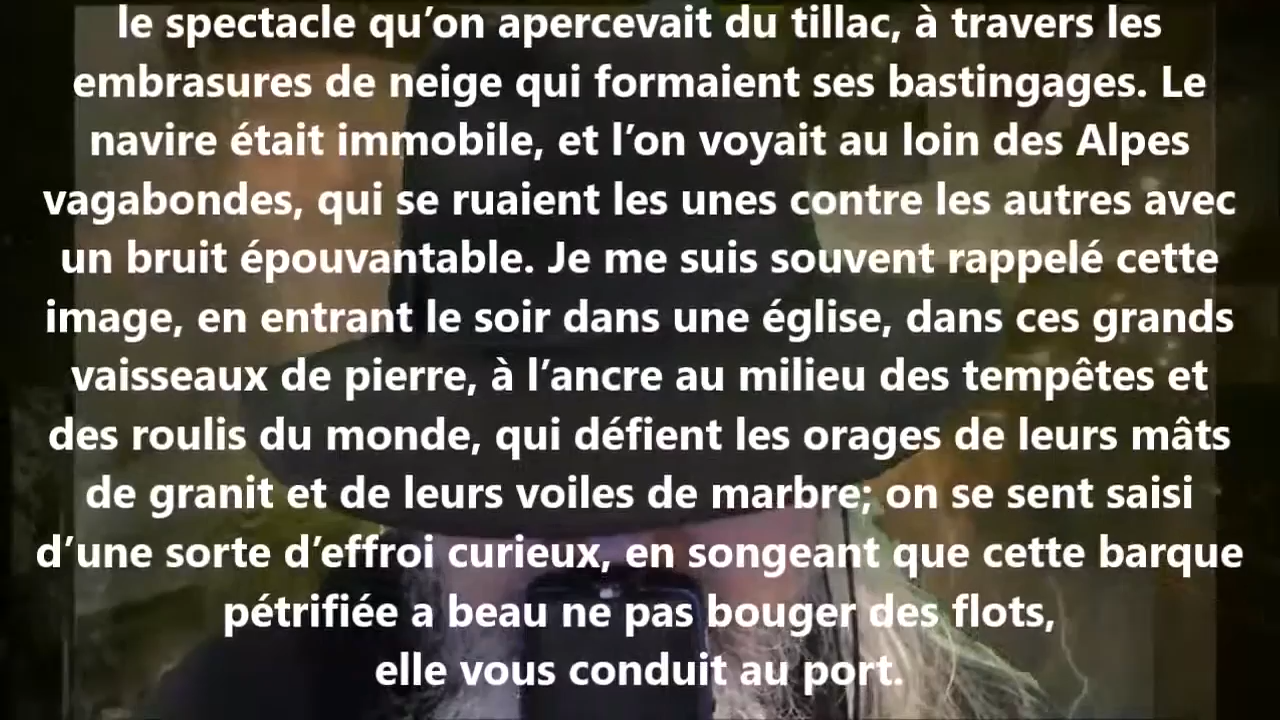 le spectacle qu’on apercevait du tillac, à travers les
embrasures de neige qui formaient ses bastingages. Le
navire était immobile, et l’on voyait au loin des Alpes
vagabondes, qui se ruaient les unes contre les autres avec
un bruit épouvantable. Je me suis souvent rappelé cette
image, en entrant le soir dans une église, dans ces grands
vaisseaux de pierre, à l’ancre au milieu des tempêtes et
des roulis du monde, qui défient les orages de leurs mâts
de granit et de leurs voiles de marbre; on se sent saisi
d’une sorte d’effroi curieux, en songeant que cette barque
pétrifiée a beau ne pas bouger des flots,
elle vous conduit au port.